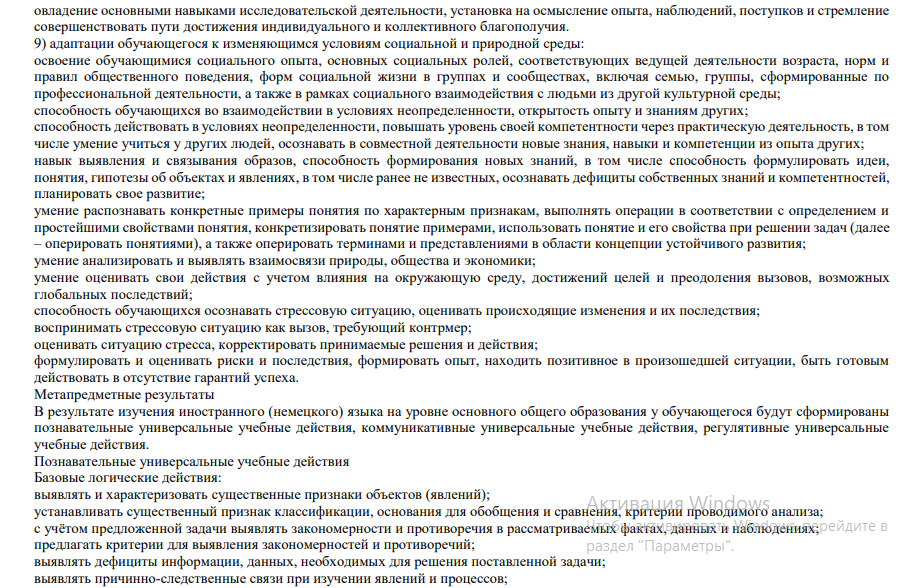 овладение основными навыками исследовательской деятельности, установка на осмысление опыта, наблюдений, поступков и стремление
совершенствовать пути достижения индивидуального и коллективного благополучия.
9) адаптации обучающегося к изменяющимся условиям социальной и природной среды:
освоение обучающимися социального опыта, основных социальных ролей, соответствующих ведущей деятельности возраста, норм и
правил общественного поведения, форм социальной жизни в группах и сообществах, включая семью, группы, сформированные по
профессиональной деятельности, а также в рамках социального взаимодействия с людьми из другой культурной среды;
способность обучающихся во взаимодействии в условиях неопределенности, открытость опыту и знаниям других;
способность действовать в условиях неопределенности, повышать уровень своей компетентности через практическую деятельность, в том
числе умение учиться у других людей, осознавать в совместной деятельности новые знания, навыки и компетенции из опыта других;
навык выявления и связывания образов, способность формирования новых знаний, в том числе способность формулировать идеи,
понятия, гипотезы об объектах и явлениях, в том числе ранее не известных, осознавать дефициты собственных знаний и компетентностей,
планировать свое развитие;
умение распознавать конкретные примеры понятия по характерным признакам, выполнять операции в соответствии с определением и
простейшими свойствами понятия, конкретизировать понятие примерами, использовать понятие и его свойства при решении задач (далее
– оперировать понятиями), а также оперировать терминами и представлениями в области концепции устойчивого развития;
умение анализировать и выявлять взаимосвязи природы, общества и экономики;
умение оценивать свои действия с учетом влияния на окружающую среду, достижений целей и преодоления вызовов, возможных
глобальных последствий;
способность обучающихся осознавать стрессовую ситуацию, оценивать происходящие изменения и их последствия;
воспринимать стрессовую ситуацию как вызов, требующий контрмер;
оценивать ситуацию стресса, корректировать принимаемые решения и действия;
формулировать и оценивать риски и последствия, формировать опыт, находить позитивное в произошедшей ситуации, быть готовым
действовать в отсутствие гарантий успеха.
Метапредметные результаты
В результате изучения иностранного (немецкого) языка на уровне основного общего образования у обучающегося будут сформированы
познавательные универсальные учебные действия, коммуникативные универсальные учебные действия, регулятивные универсальные
учебные действия.
Познавательные универсальные учебные действия
Базовые логические действия:
выявлять и характеризовать существенные признаки объектов (явлений);
устанавливать существенный признак классификации, основания для обобщения и сравнения, критерии проводимого анализа;
с учётом предложенной задачи выявлять закономерности и противоречия в рассматриваемых фактах, данных и наблюдениях;
предлагать критерии для выявления закономерностей и противоречий;
выявлять дефициты информации, данных, необходимых для решения поставленной задачи;
выявлять причинно-следственные связи при изучении явлений и процессов;
Активация Windows
Чтобы активировать Windows, перейдите в
раздел "Параметры".